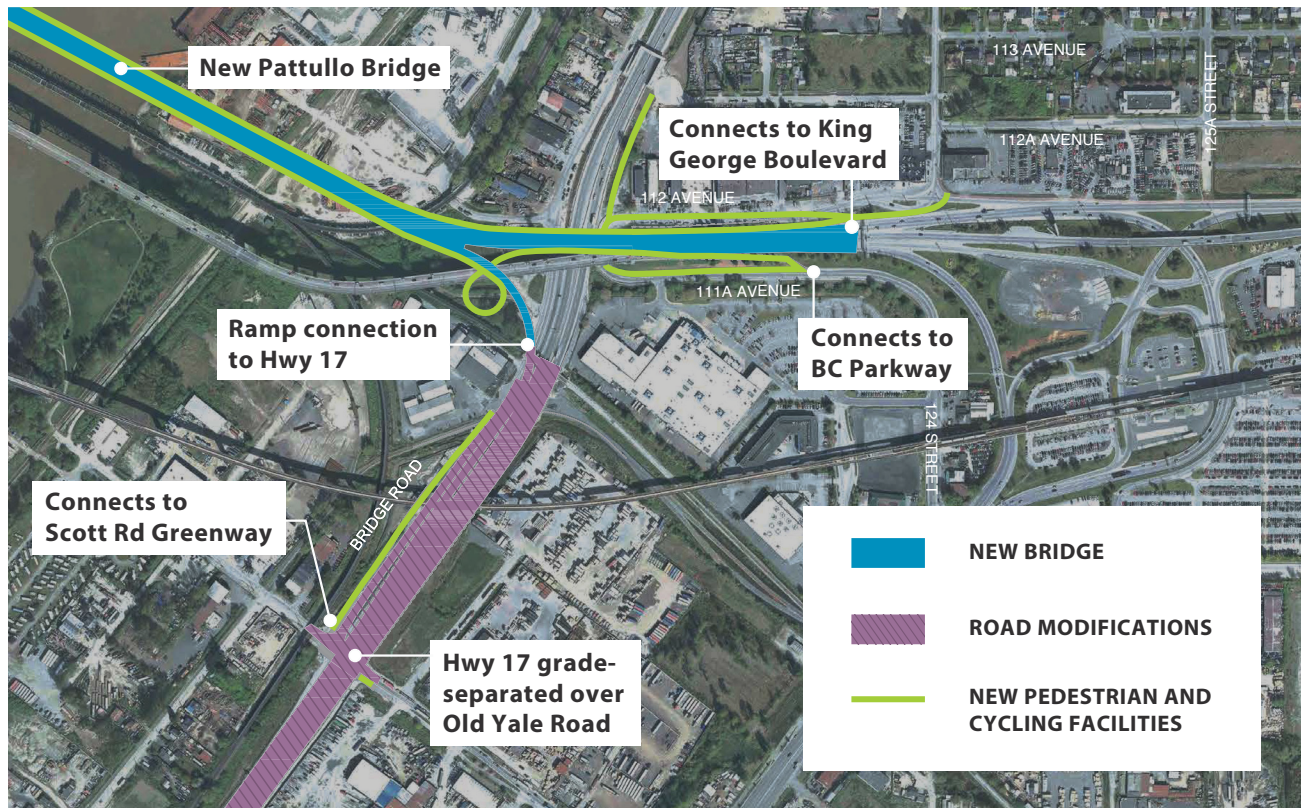 New Pattullo Bridge
113 AVENUE
Connects to King
George Boulevard
112A AVENUE
125A STREET
112 AVENUE
111A AVENUE
Ramp connection
to Hwy 17
Connects to
BC Parkway
124 STREET
BRIDGE ROAD
Connects to
Scott Rd Greenway
Hwy 17 grade-
separated over
Old Yale Road
NEW BRIDGE
ROAD MODIFICATIONS
NEW PEDESTRIAN AND
CYCLING FACILITIES